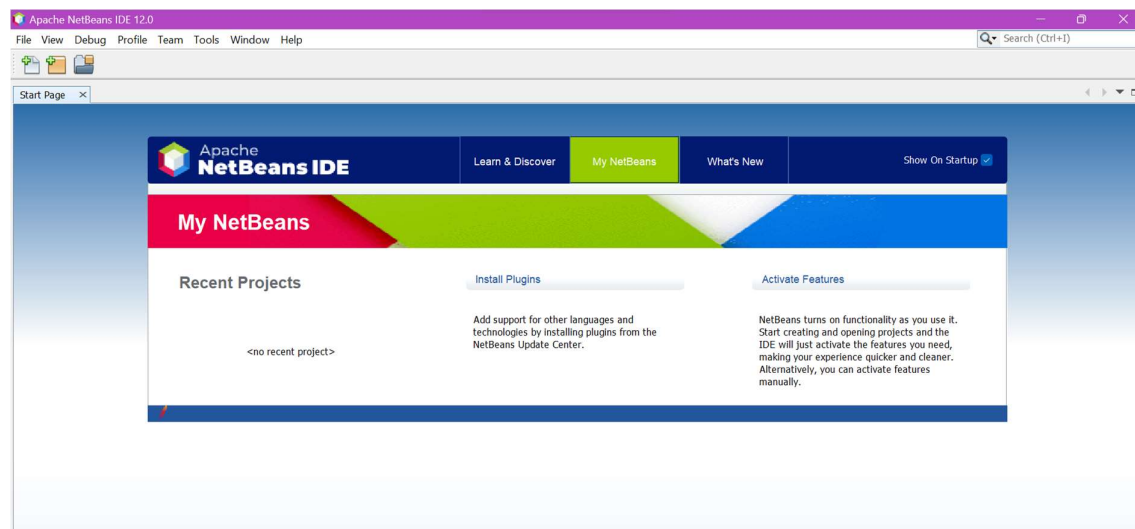 Apache NetBeans IDE 12.0
File View Debug Profile Team Tools Window Help
Search (Ctrl+I)
Start Page
Apache
NetBeans IDE
Learn & Discover
My NetBeans
What's New
Show On Startup
My NetBeans
Recent Projects
<no recent project>
Install Plugins
Add support for other languages and
technologies by installing plugins from the
NetBeans Update Center.
Activate Features
NetBeans turns on functionality as you use it.
Start creating and opening projects and the
IDE will just activate the features you need,
making your experience quicker and cleaner.
Alternatively, you can activate features
manually.